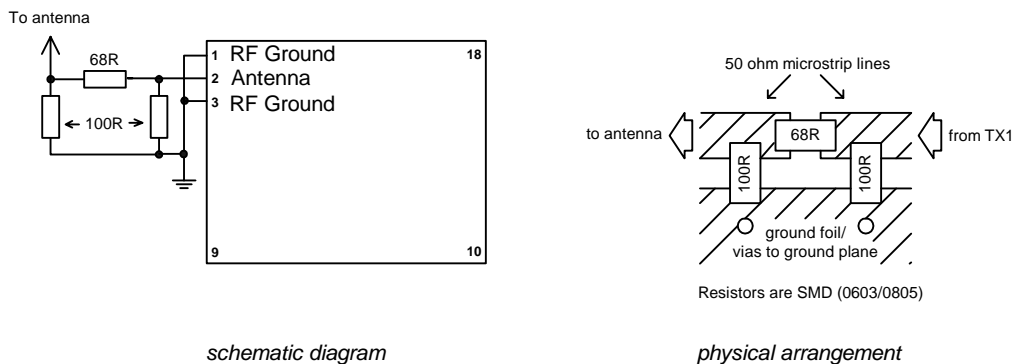 To antenna
68R
100R
1 RF Ground
18
2 Antenna
3 RF Ground
9
10
schematic diagram
50 ohm microstrip lines
to antenna
68R
from TX1
100R
100R
ground foil/
vias to ground plane
Resistors are SMD (0603/0805)
physical arrangement